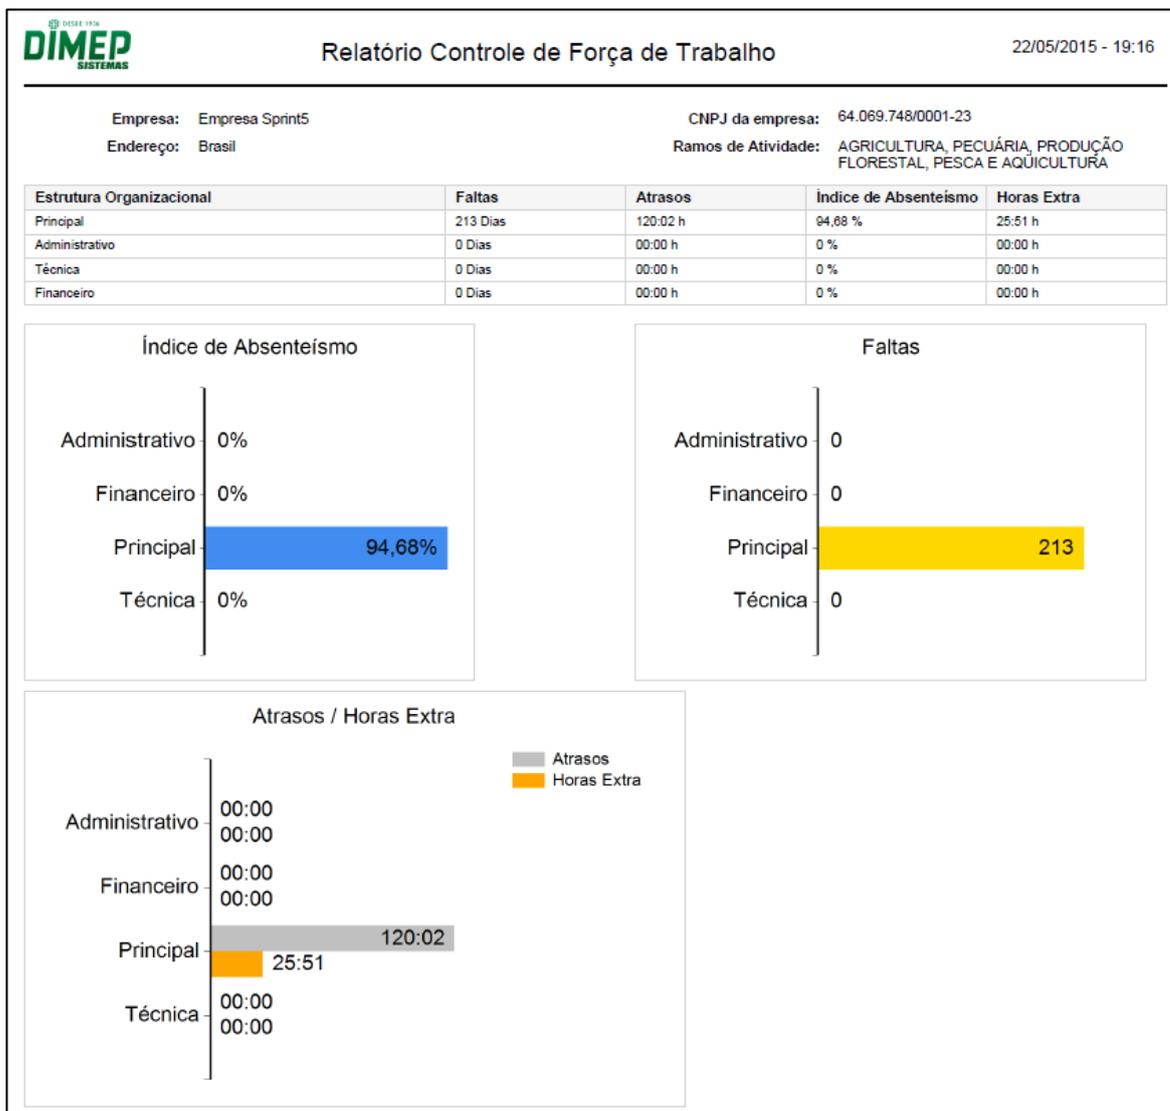 DESDE 1936
DIMEP
SISTEMAS
Relatório Controle de Força de Trabalho
22/05/2015 - 19:16
Empresa: Empresa Sprint5
CNPJ da empresa: 64.069.748/0001-23
Endereço: Brasil
Ramos de Atividade: AGRICULTURA, PECUÁRIA, PRODUÇÃO
FLORESTAL, PESCA E AQÜICULTURA
Estrutura Organizacional Faltas Atrasos Índice de Absenteísmo Horas Extra
Principal 213 Dias 120:02 h 94,68 % 25:51 h
Administrativo 0 Dias 00:00 h 0 % 00:00 h
Técnica 0 Dias 00:00 h 0 % 00:00 h
Financeiro 0 Dias 00:00 h 0 % 00:00 h
Índice de Absenteísmo
Administrativo 0%
Financeiro 0%
Principal 94,68%
Técnica 0%
Faltas
Administrativo 0
Financeiro 0
Principal 213
Técnica 0
Atrasos / Horas Extra
Atrasos
Horas Extra
Administrativo 00:00
00:00
Financeiro 00:00
00:00
Principal 120:02
25:51
Técnica 00:00
00:00